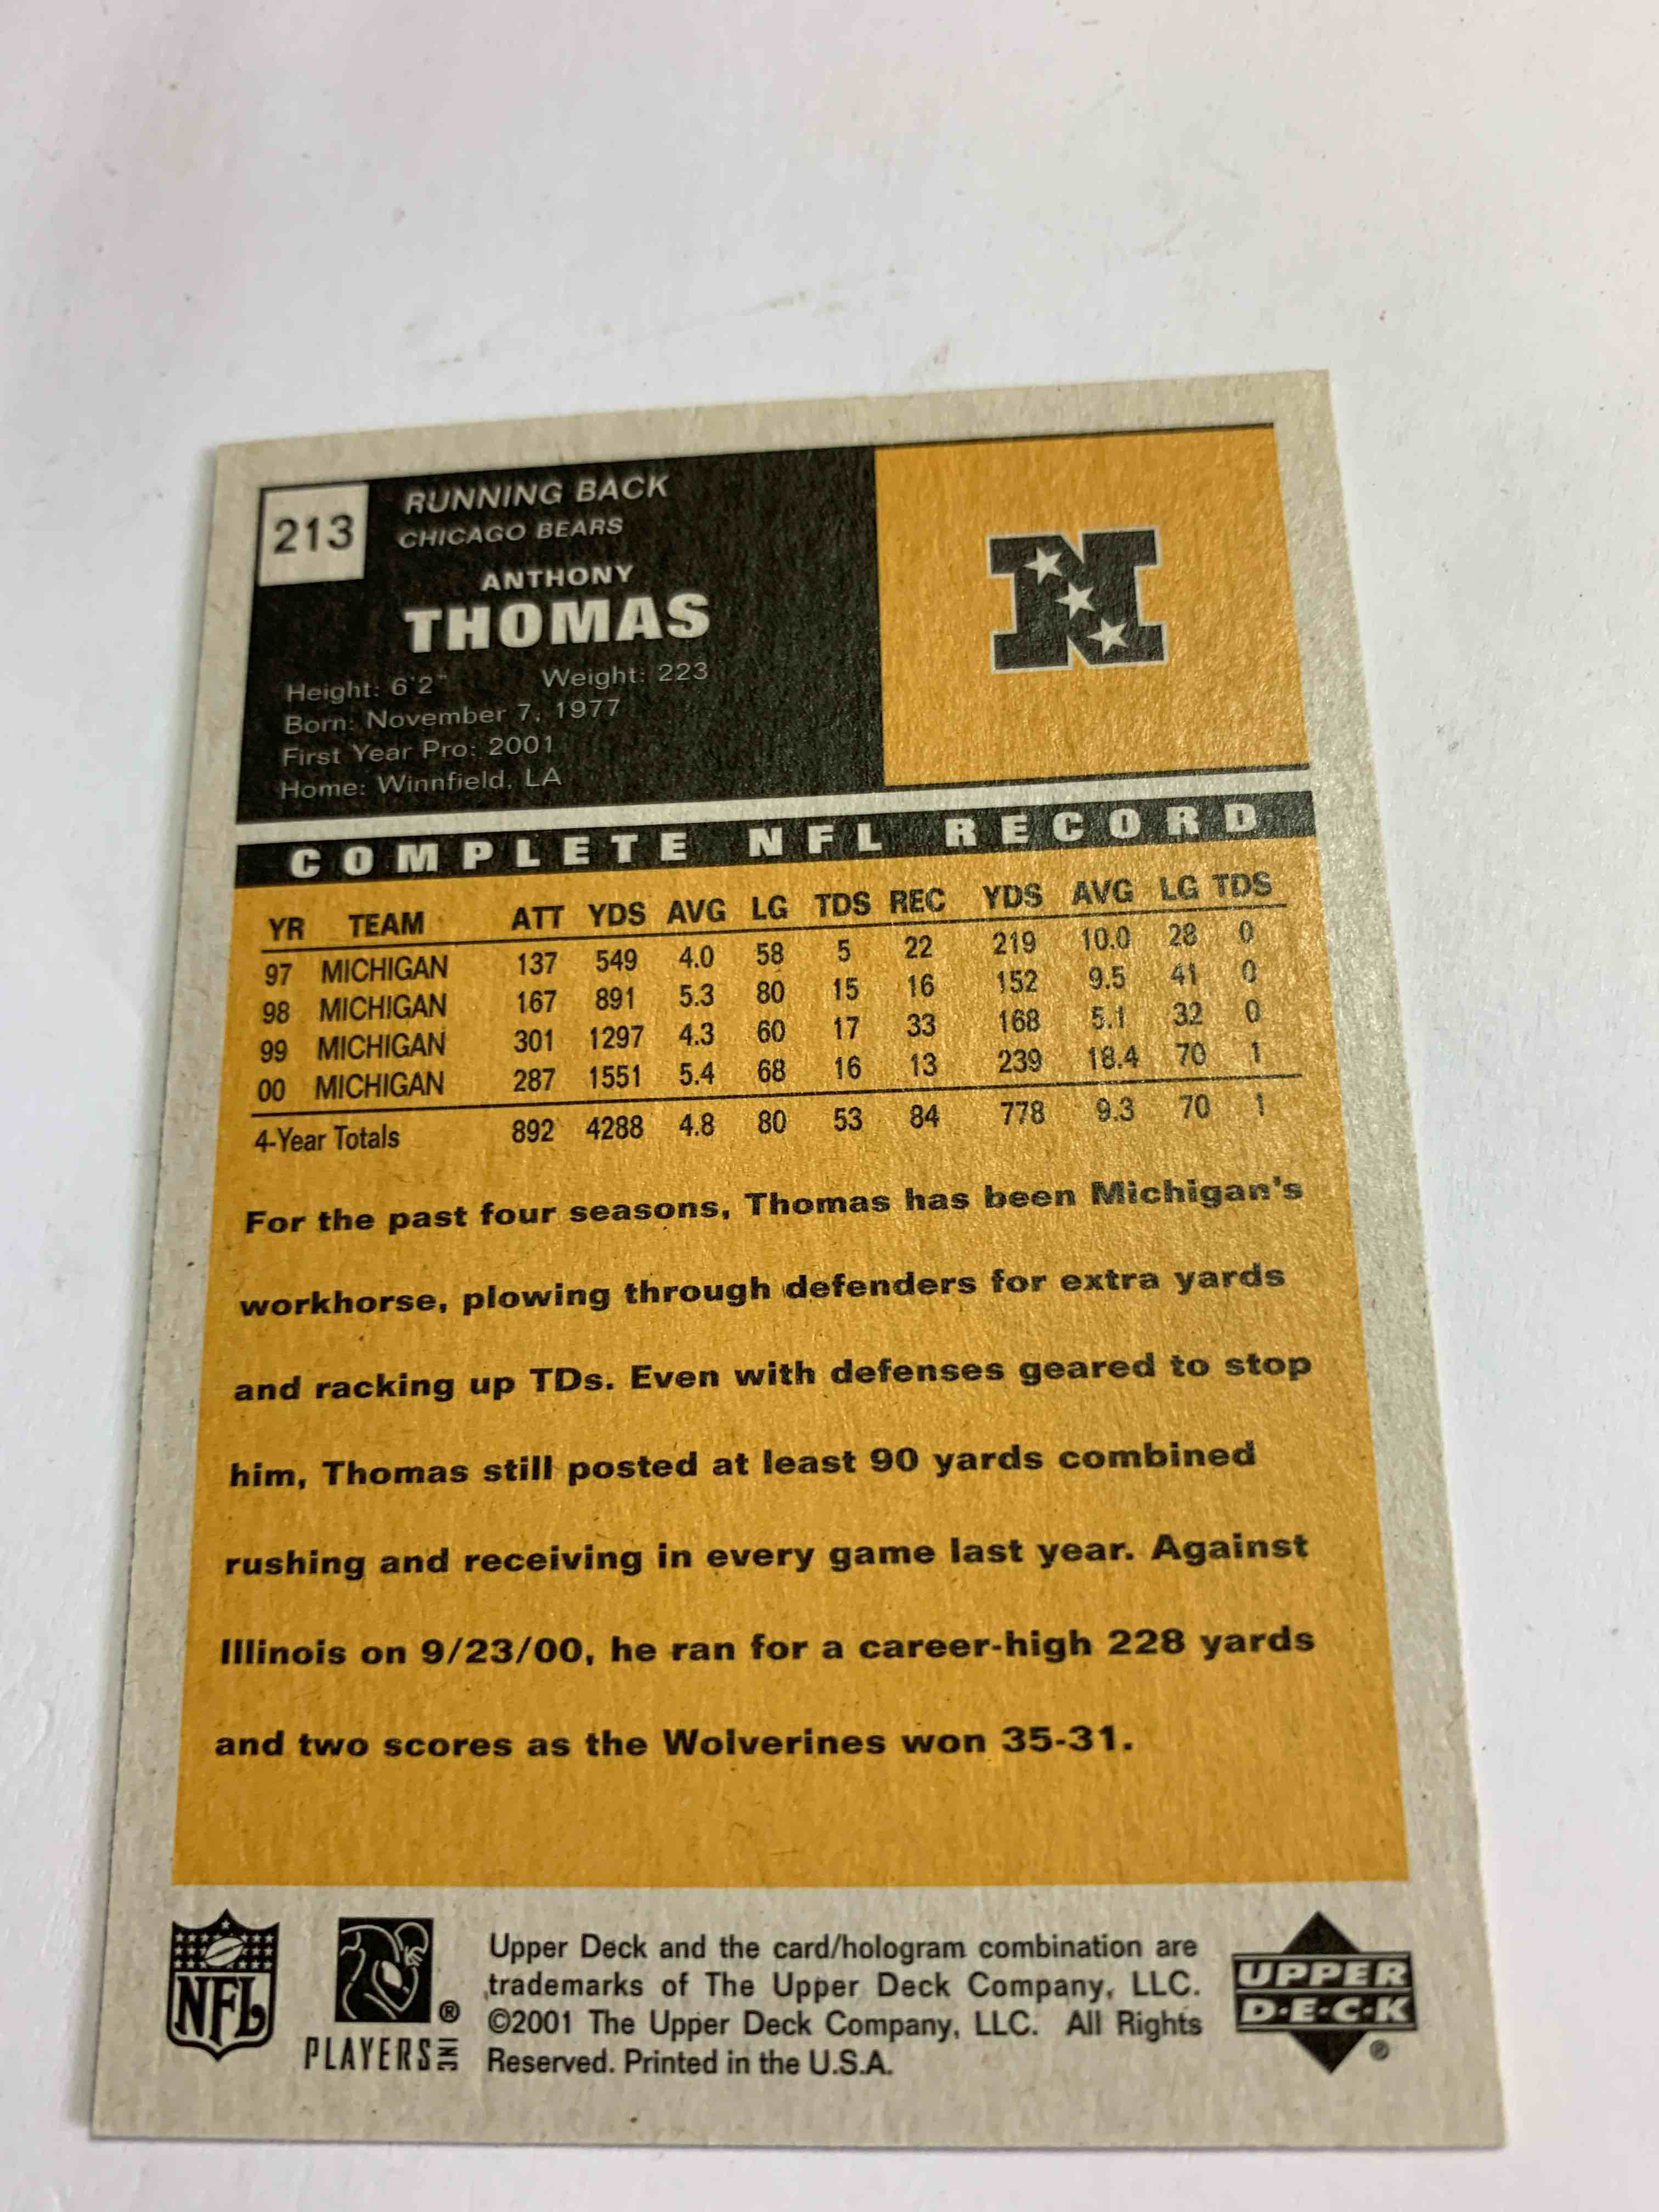 213
RUNNING BACK
CHICAGO BEARS
ANTHONY
THOMAS
Height: 6'2" Weight: 223
Born: November 7, 1977
First Year Pro: 2001
Home: Winnfield, LA
N
COMPLETE NFL RECORD
YR TEAM ATT YDS AVG LG TDS REC YDS AVG LG TDS
97 MICHIGAN 137 549 4.0 58 5 22 219 10.0 28 0
98 MICHIGAN 167 891 5.3 80 15 16 152 9.5 41 0
99 MICHIGAN 301 1297 4.3 60 17 33 168 5.1 32 0
00 MICHIGAN 287 1551 5.4 68 16 13 239 18.4 70 1
4-Year Totals 892 4288 4.8 80 53 84 778 9.3 70 1
For the past four seasons, Thomas has been Michigan's
workhorse, plowing through defenders for extra yards
and racking up TDs. Even with defenses geared to stop
him, Thomas still posted at least 90 yards combined
rushing and receiving in every game last year. Against
Illinois on 9/23/00, he ran for a career-high 228 yards
and two scores as the Wolverines won 35-31.
NFL
PLAYERS INC ®
Upper Deck and the card/hologram combination are
trademarks of The Upper Deck Company, LLC.
©2001 The Upper Deck Company, LLC. All Rights
Reserved. Printed in the U.S.A.
UPPER
D•E•C•K
®